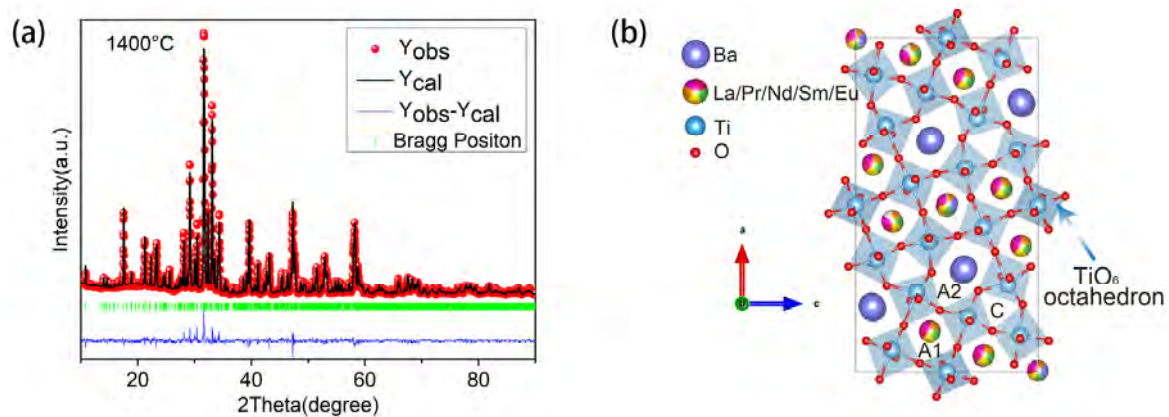 (a)
1400°C
Yobs
Ycal
Yobs-Ycal
Bragg Positon
Intensity(a.u.)
20
40
60
80
2Theta(degree)
(b)
Ba
La/Pr/Nd/Sm/Eu
Ti
O
a
c
A2
C
A1
TiO₆
octahedron